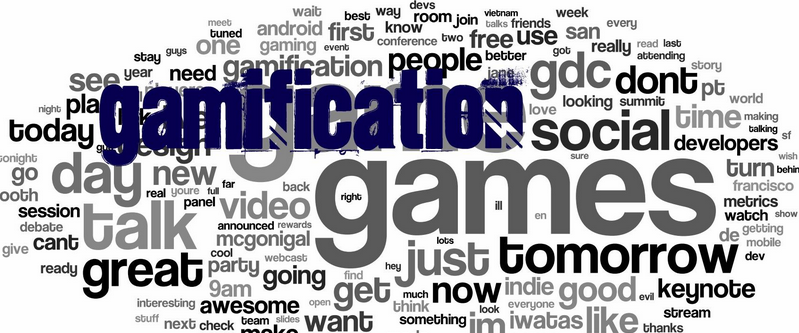 wait best way devs vietnam week
meet android first room join talks friends every
tuned one gaming know conference two free use san
guys event got really read last
stay gamification people better attending
year need jane gdc story
see players dont pt
pla love looking summit world
night time making
today social talking
developers sf
tonight design sure wish
go day new turn behind
ooth real youre full far back right francisco
session panel video games metrics
debate talk announced rewards ill en watch show
give cant mcgonigal lots de getting
ready cool webcast just tomorrow mobile
great party going hey dev
9am find get now indie good evil keynote
interesting awesome open much think look everyone stream
stuff next check team slides want something im iwatas like thanks
make
gamification